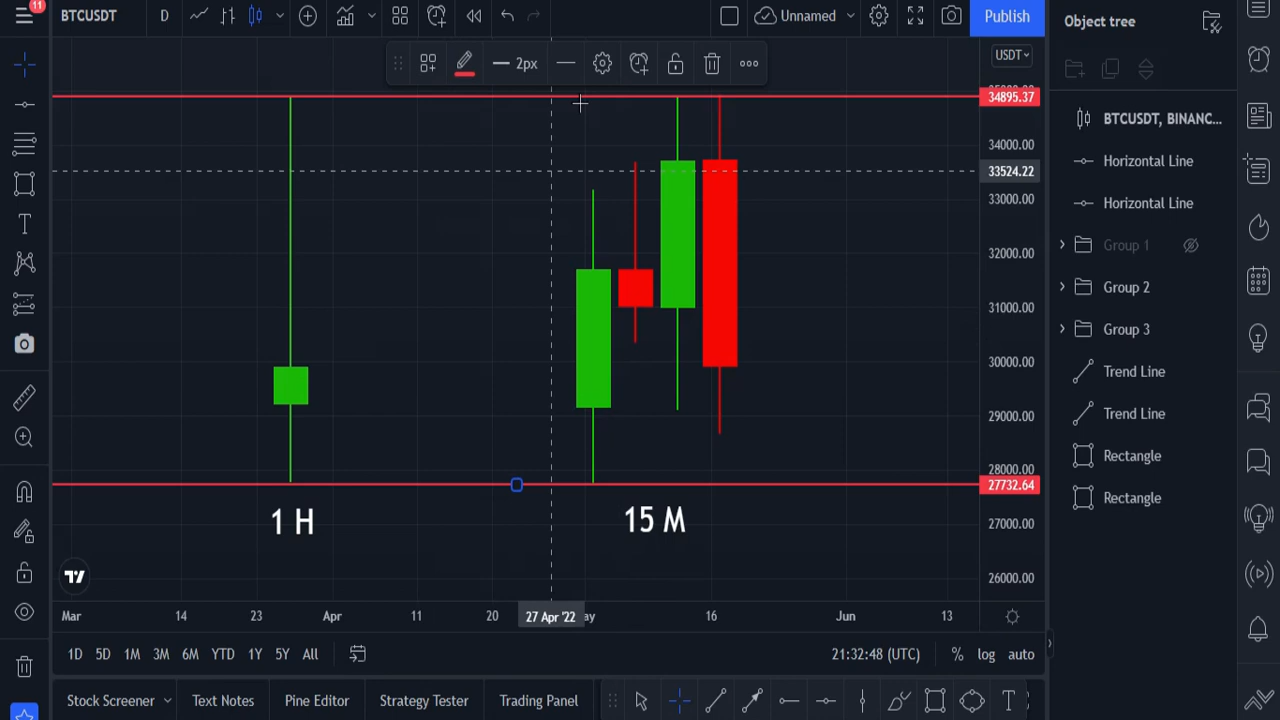 11
BTCUSDT
D
Unnamed
Publish
Object tree
2px
USDT
34895.37
34000.00
33524.22
33000.00
32000.00
31000.00
30000.00
29000.00
28000.00
27732.64
27000.00
26000.00
BTCUSDT, BINANC...
Horizontal Line
Horizontal Line
Group 1
Group 2
Group 3
Trend Line
Trend Line
Rectangle
Rectangle
1 H
15 M
Mar
14
23
Apr
11
20
27 Apr '22
ay
16
Jun
13
1D 5D 1M 3M 6M YTD 1Y 5Y All
21:32:48 (UTC)
% log auto
Stock Screener
Text Notes
Pine Editor
Strategy Tester
Trading Panel